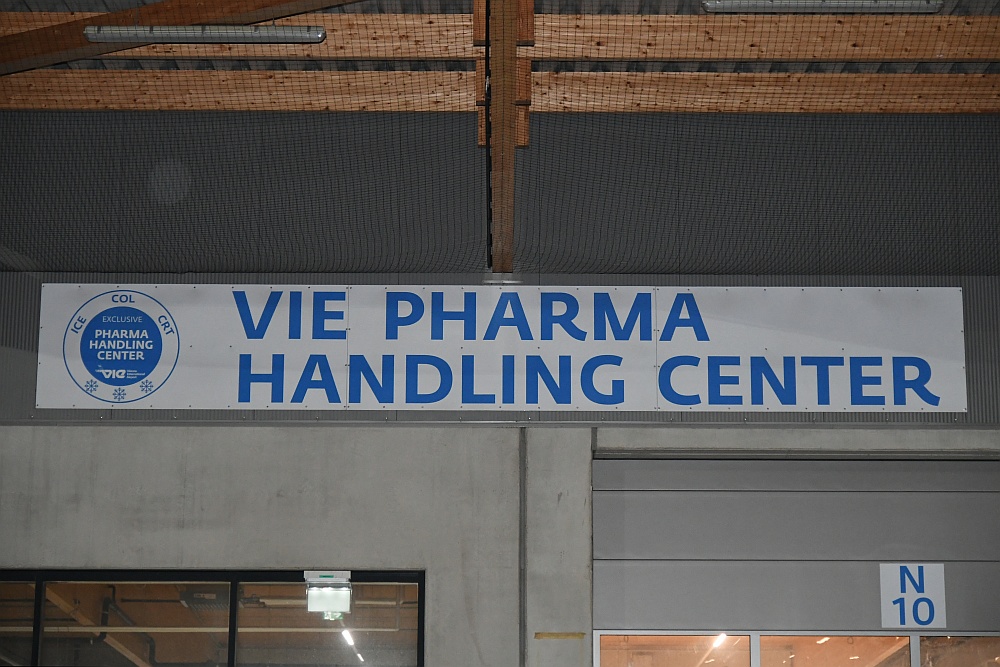 COL
ICE
CRT
EXCLUSIVE
PHARMA
HANDLING
CENTER
VIE
VIE PHARMA
HANDLING CENTER
N
10